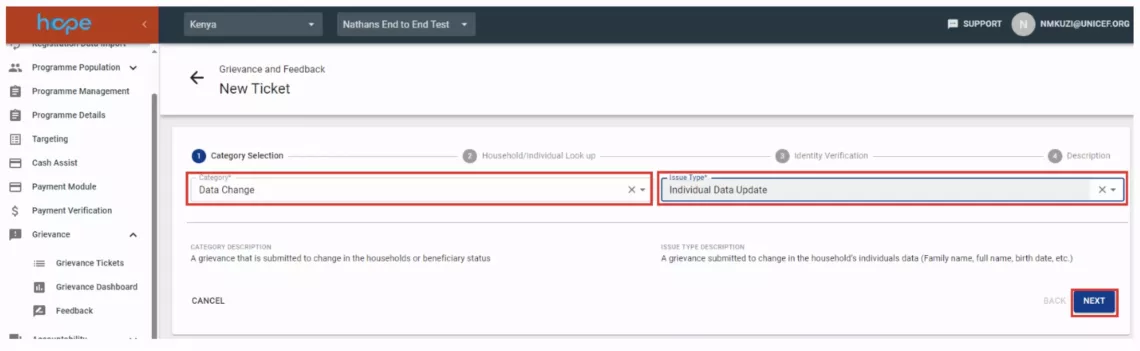 hope
Kenya
Nathans End to End Test
SUPPORT
N
NMKUZI@UNICEF.ORG
Registration Data Import
Programme Population
Programme Management
Programme Details
Targeting
Cash Assist
Payment Module
Payment Verification
Grievance
Grievance Tickets
Grievance Dashboard
Feedback
Accountability
Grievance and Feedback
New Ticket
1 Category Selection
2 Household/Individual Look up
3 Identity Verification
4 Description
Category*
Data Change
Issue Type*
Individual Data Update
CATEGORY DESCRIPTION
A grievance that is submitted to change in the households or beneficiary status
ISSUE TYPE DESCRIPTION
A grievance submitted to change in the household's individuals data (Family name, full name, birth date, etc.)
CANCEL
BACK
NEXT